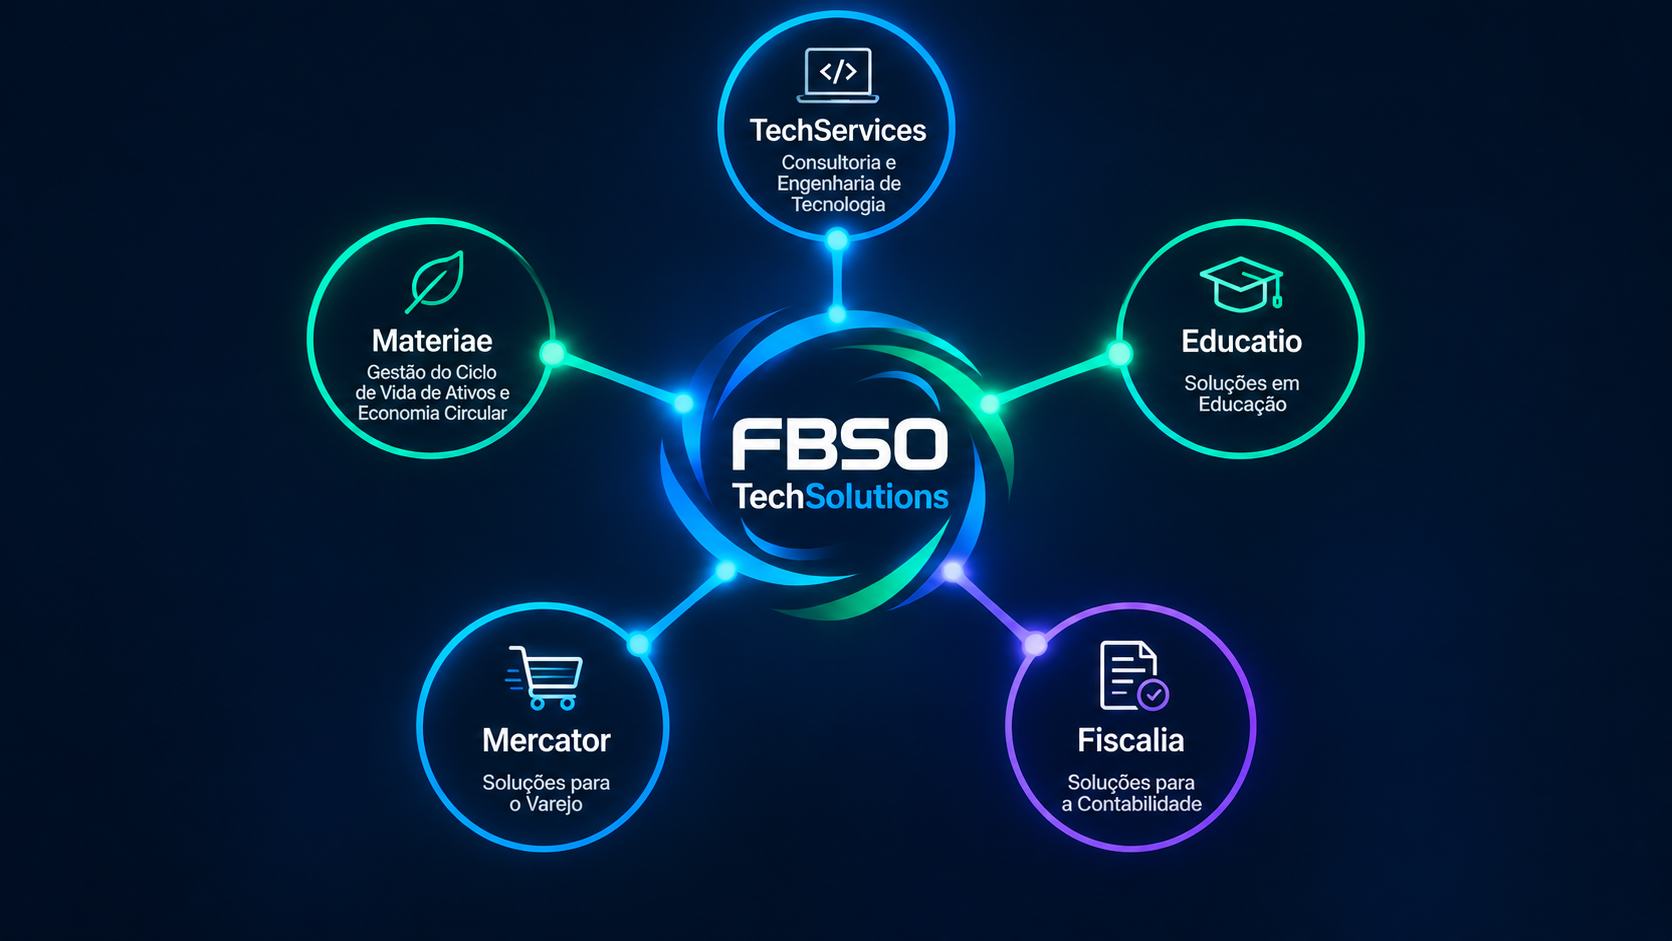 </>
TechServices
Consultoria e
Engenharia de
Tecnologia
Materiae
Gestão do Ciclo
de Vida de Ativos e
Economia Circular
Educatio
Soluções em
Educação
FBSO
TechSolutions
Mercator
Soluções para
o Varejo
Fiscalia
Soluções para
a Contabilidade